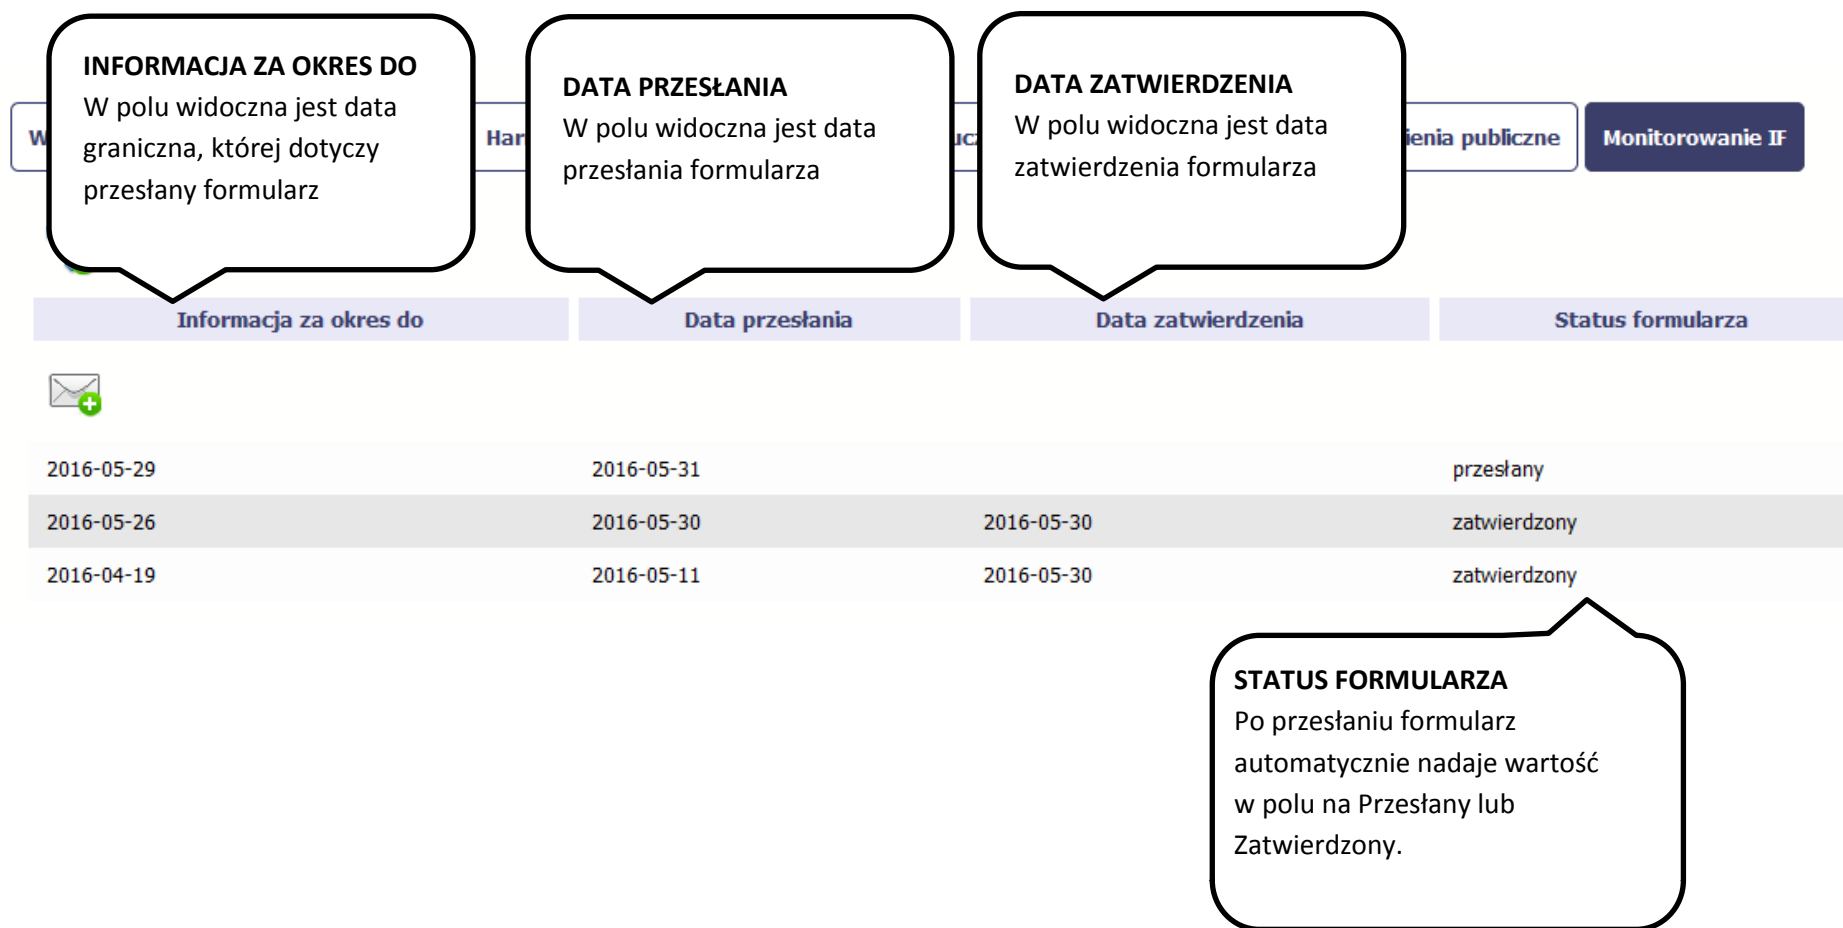 INFORMACJA ZA OKRES DO
W polu widoczna jest data
graniczna, której dotyczy
przesłany formularz
DATA PRZESŁANIA
W polu widoczna jest data
przesłania formularza
DATA ZATWIERDZENIA
W polu widoczna jest data
zatwierdzenia formularza
publiczne
Monitorowanie IF
Informacja za okres do
Data przesłania
Data zatwierdzenia
Status formularza
2016-05-29 2016-05-31 przesłany
2016-05-26 2016-05-30 2016-05-30 zatwierdzony
2016-04-19 2016-05-11 2016-05-30 zatwierdzony
STATUS FORMULARZA
Po przesłaniu formularz
automatycznie nadaje wartość
w polu na Przesłany lub
Zatwierdzony.